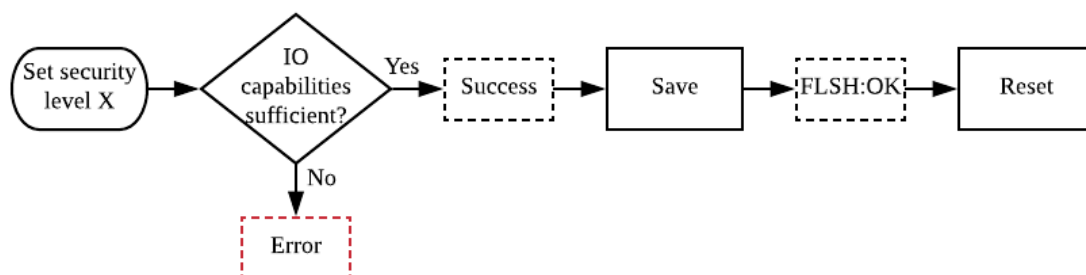 Set security
level X
IO
capabilities
sufficient?
Yes
Success
Save
FLSH:OK
Reset
No
Error